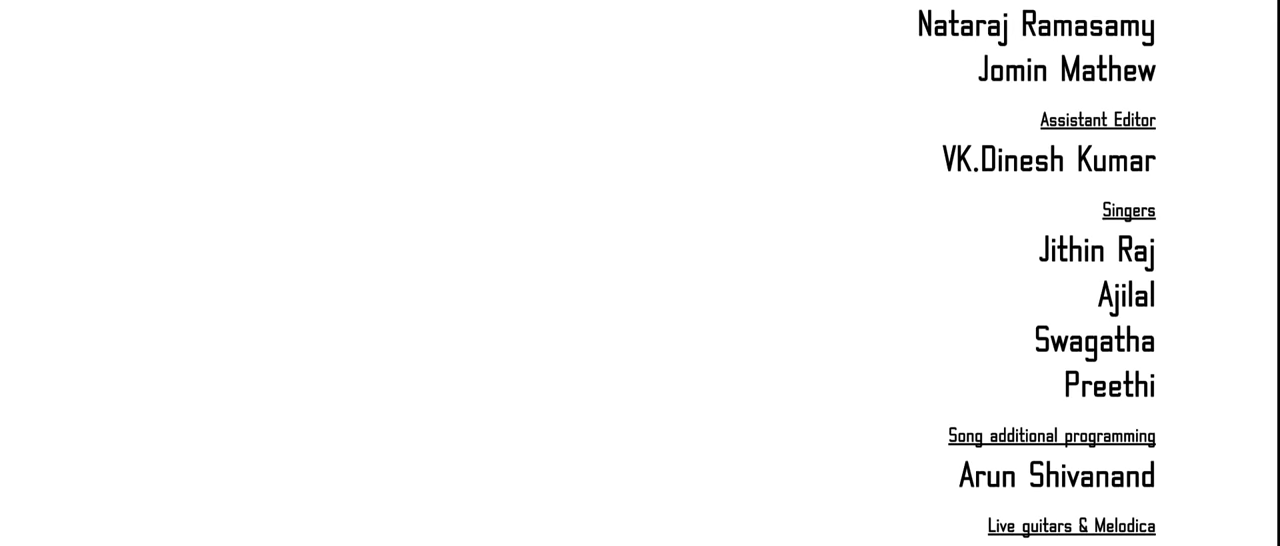 Nataraj Ramasamy
Jomin Mathew
Assistant Editor
VK.Dinesh Kumar
Singers
Jithin Raj
Ajilal
Swagatha
Preethi
Song additional programming
Arun Shivanand
Live guitars & Melodica